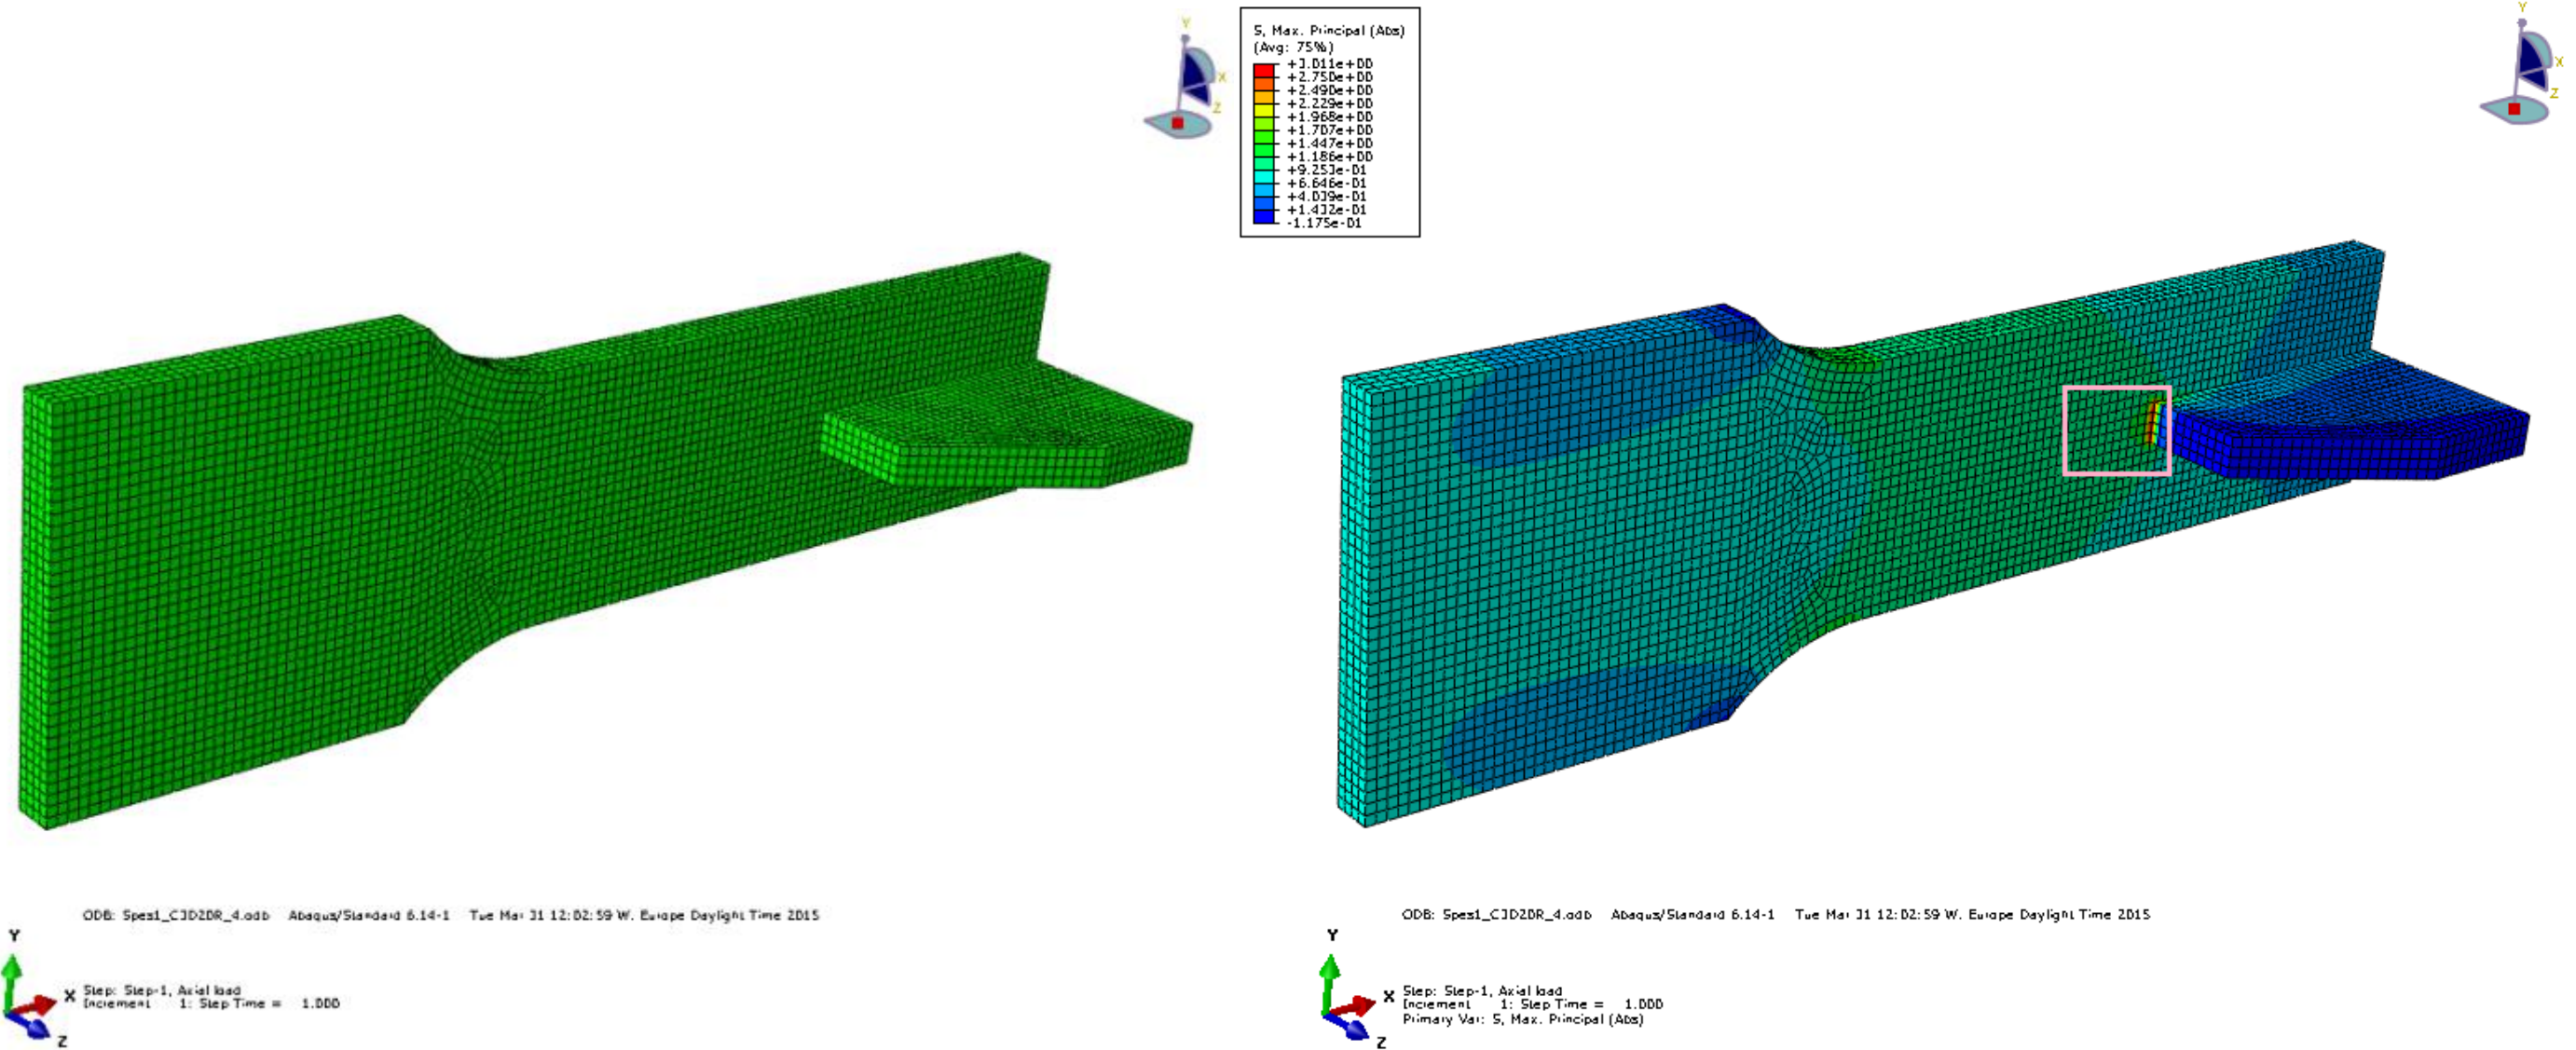 Y
X
Z
S, Max. Principal (Abs)
(Avg: 75%)
+3.011e+00
+2.750e+00
+2.490e+00
+2.229e+00
+1.968e+00
+1.707e+00
+1.447e+00
+1.186e+00
+9.253e-01
+6.646e-01
+4.039e-01
+1.432e-01
-1.175e-01
Y
X
Z
ODB: Spes1_C3D20R_4.odb Abaqus/Standard 6.14-1 Tue Mar 31 12:02:59 W. Europe Daylight Time 2015
Y
X
Z
Step: Step-1, Axial load
Increment 1: Step Time = 1.000
ODB: Spes1_C3D20R_4.odb Abaqus/Standard 6.14-1 Tue Mar 31 12:02:59 W. Europe Daylight Time 2015
Y
X
Z
Step: Step-1, Axial load
Increment 1: Step Time = 1.000
Primary Var: S, Max. Principal (Abs)